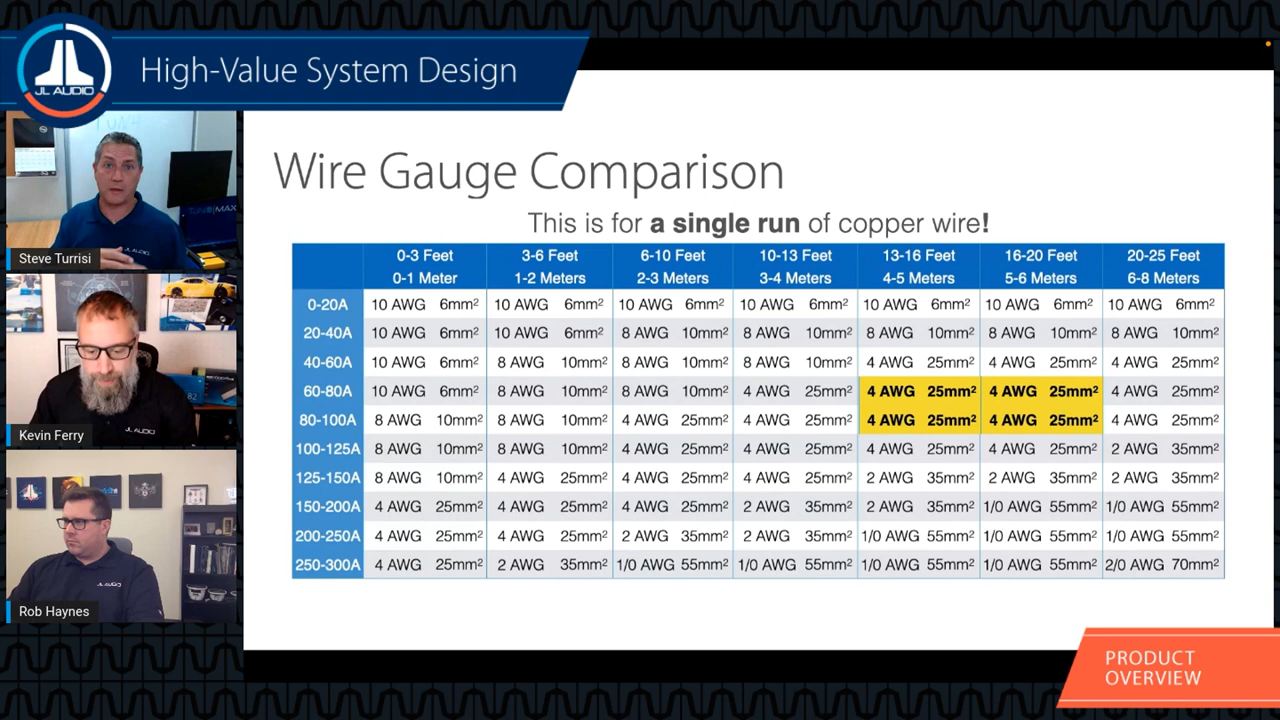 JL AUDIO
High-Value System Design
TUNE
TUN MAX
JL AUDIO
Steve Turrisi
82
JL AUDIO
Kevin Ferry
JL AUDIO
Rob Haynes
Wire Gauge Comparison
This is for a single run of copper wire!
0-3 Feet 3-6 Feet 6-10 Feet 10-13 Feet 13-16 Feet 16-20 Feet 20-25 Feet
0-1 Meter 1-2 Meters 2-3 Meters 3-4 Meters 4-5 Meters 5-6 Meters 6-8 Meters
0-20A 10 AWG 6mm² 10 AWG 6mm² 10 AWG 6mm² 10 AWG 6mm² 10 AWG 6mm² 10 AWG 6mm² 10 AWG 6mm²
20-40A 10 AWG 6mm² 10 AWG 6mm² 8 AWG 10mm² 8 AWG 10mm² 8 AWG 10mm² 8 AWG 10mm² 8 AWG 10mm²
40-60A 10 AWG 6mm² 8 AWG 10mm² 8 AWG 10mm² 8 AWG 10mm² 4 AWG 25mm² 4 AWG 25mm² 4 AWG 25mm²
60-80A 10 AWG 6mm² 8 AWG 10mm² 8 AWG 10mm² 4 AWG 25mm² 4 AWG 25mm² 4 AWG 25mm² 4 AWG 25mm²
80-100A 8 AWG 10mm² 8 AWG 10mm² 4 AWG 25mm² 4 AWG 25mm² 4 AWG 25mm² 4 AWG 25mm² 4 AWG 25mm²
100-125A 8 AWG 10mm² 8 AWG 10mm² 4 AWG 25mm² 4 AWG 25mm² 4 AWG 25mm² 4 AWG 25mm² 2 AWG 35mm²
125-150A 8 AWG 10mm² 4 AWG 25mm² 4 AWG 25mm² 4 AWG 25mm² 2 AWG 35mm² 2 AWG 35mm² 2 AWG 35mm²
150-200A 4 AWG 25mm² 4 AWG 25mm² 4 AWG 25mm² 2 AWG 35mm² 2 AWG 35mm² 1/0 AWG 55mm² 1/0 AWG 55mm²
200-250A 4 AWG 25mm² 4 AWG 25mm² 2 AWG 35mm² 2 AWG 35mm² 1/0 AWG 55mm² 1/0 AWG 55mm² 1/0 AWG 55mm²
250-300A 4 AWG 25mm² 2 AWG 35mm² 1/0 AWG 55mm² 1/0 AWG 55mm² 1/0 AWG 55mm² 1/0 AWG 55mm² 2/0 AWG 70mm²
PRODUCT
OVERVIEW